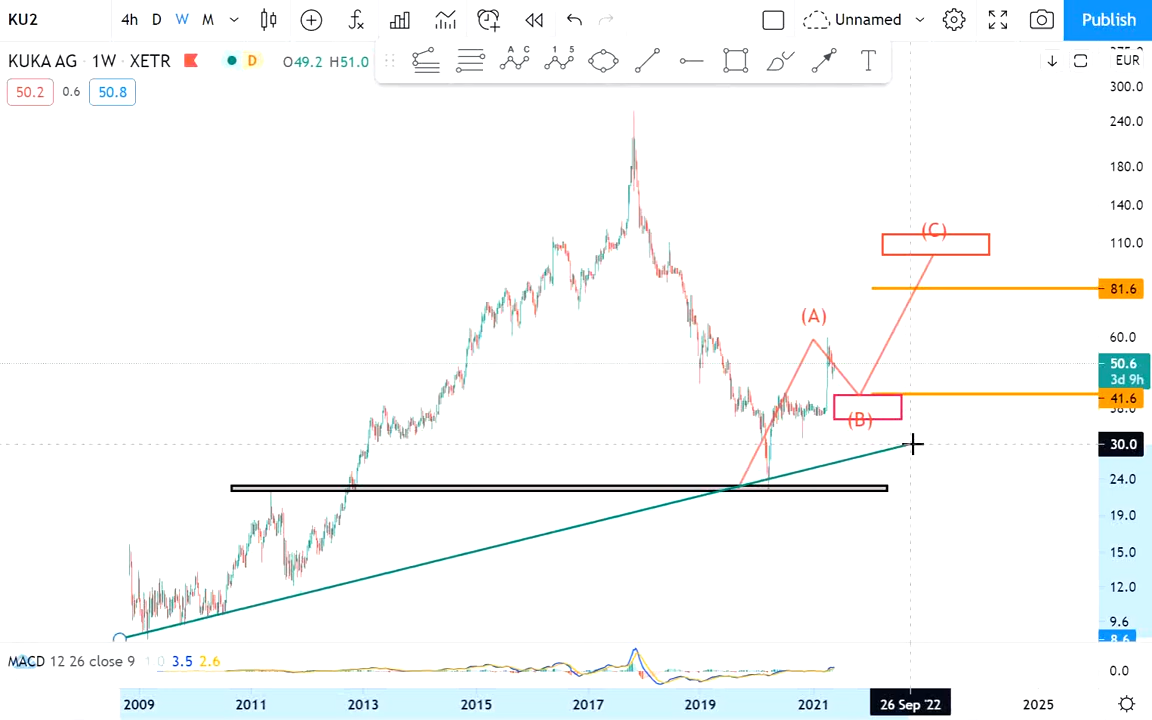 KU2 4h D W M Unnamed Publish
KUKA AG · 1W · XETR D O49.2 H51.0 A C 1 5 T EUR
50.2 0.6 50.8
300.0
240.0
180.0
140.0
(C)
110.0
81.6
(A)
60.0
50.6
3d 9h
41.6
(B)
30.0
24.0
19.0
15.0
12.0
9.6
8.6
MACD 12 26 close 9 3.5 2.6 0.0
2009 2011 2013 2015 2017 2019 2021 26 Sep '22 2025